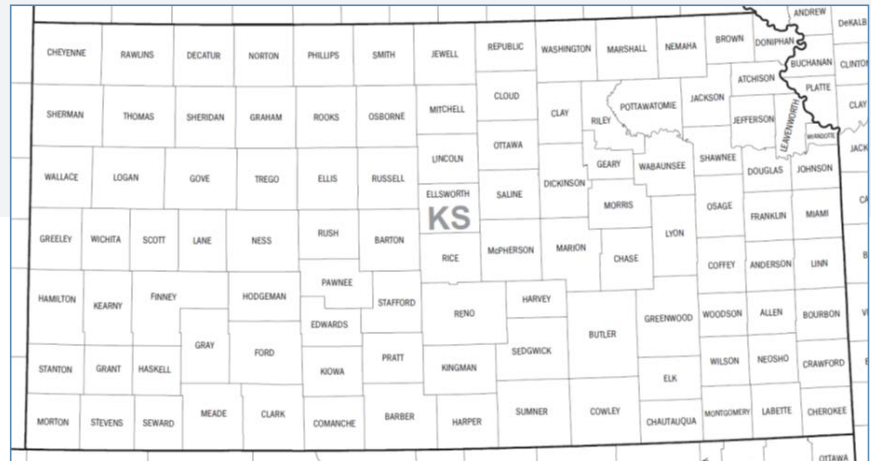 ANDREW
DeKALB
CHEYENNE
RAWLINS
DECATUR
NORTON
PHILLIPS
SMITH
JEWELL
REPUBLIC
WASHINGTON
MARSHALL
NEMAHA
BROWN
DONIPHAN
BUCHANAN
CLINTON
ATCHISON
PLATTE
SHERMAN
THOMAS
SHERIDAN
GRAHAM
ROOKS
OSBORNE
MITCHELL
CLOUD
CLAY
RILEY
POTTAWATOMIE
JACKSON
JEFFERSON
LEAVENWORTH
WYANDOTTE
CLAY
LINCOLN
OTTAWA
GEARY
WABAUNSEE
SHAWNEE
DOUGLAS
JOHNSON
JACK
WALLACE
LOGAN
GOVE
TREGO
ELLIS
RUSSELL
ELLSWORTH
KS
SALINE
DICKINSON
MORRIS
OSAGE
FRANKLIN
MIAMI
CA
GREELEY
WICHITA
SCOTT
LANE
NESS
RUSH
BARTON
RICE
McPHERSON
MARION
CHASE
LYON
COFFEY
ANDERSON
LINN
B
HAMILTON
KEARNY
FINNEY
HODGEMAN
PAWNEE
STAFFORD
EDWARDS
RENO
HARVEY
BUTLER
GREENWOOD
WOODSON
ALLEN
BOURBON
GRAY
FORD
SEDGWICK
STANTON
GRANT
HASKELL
KIOWA
PRATT
KINGMAN
ELK
WILSON
NEOSHO
CRAWFORD
MORTON
STEVENS
SEWARD
MEADE
CLARK
COMANCHE
BARBER
HARPER
SUMNER
COWLEY
CHAUTAUQUA
MONTGOMERY
LABETTE
CHEROKEE
OTTAWA